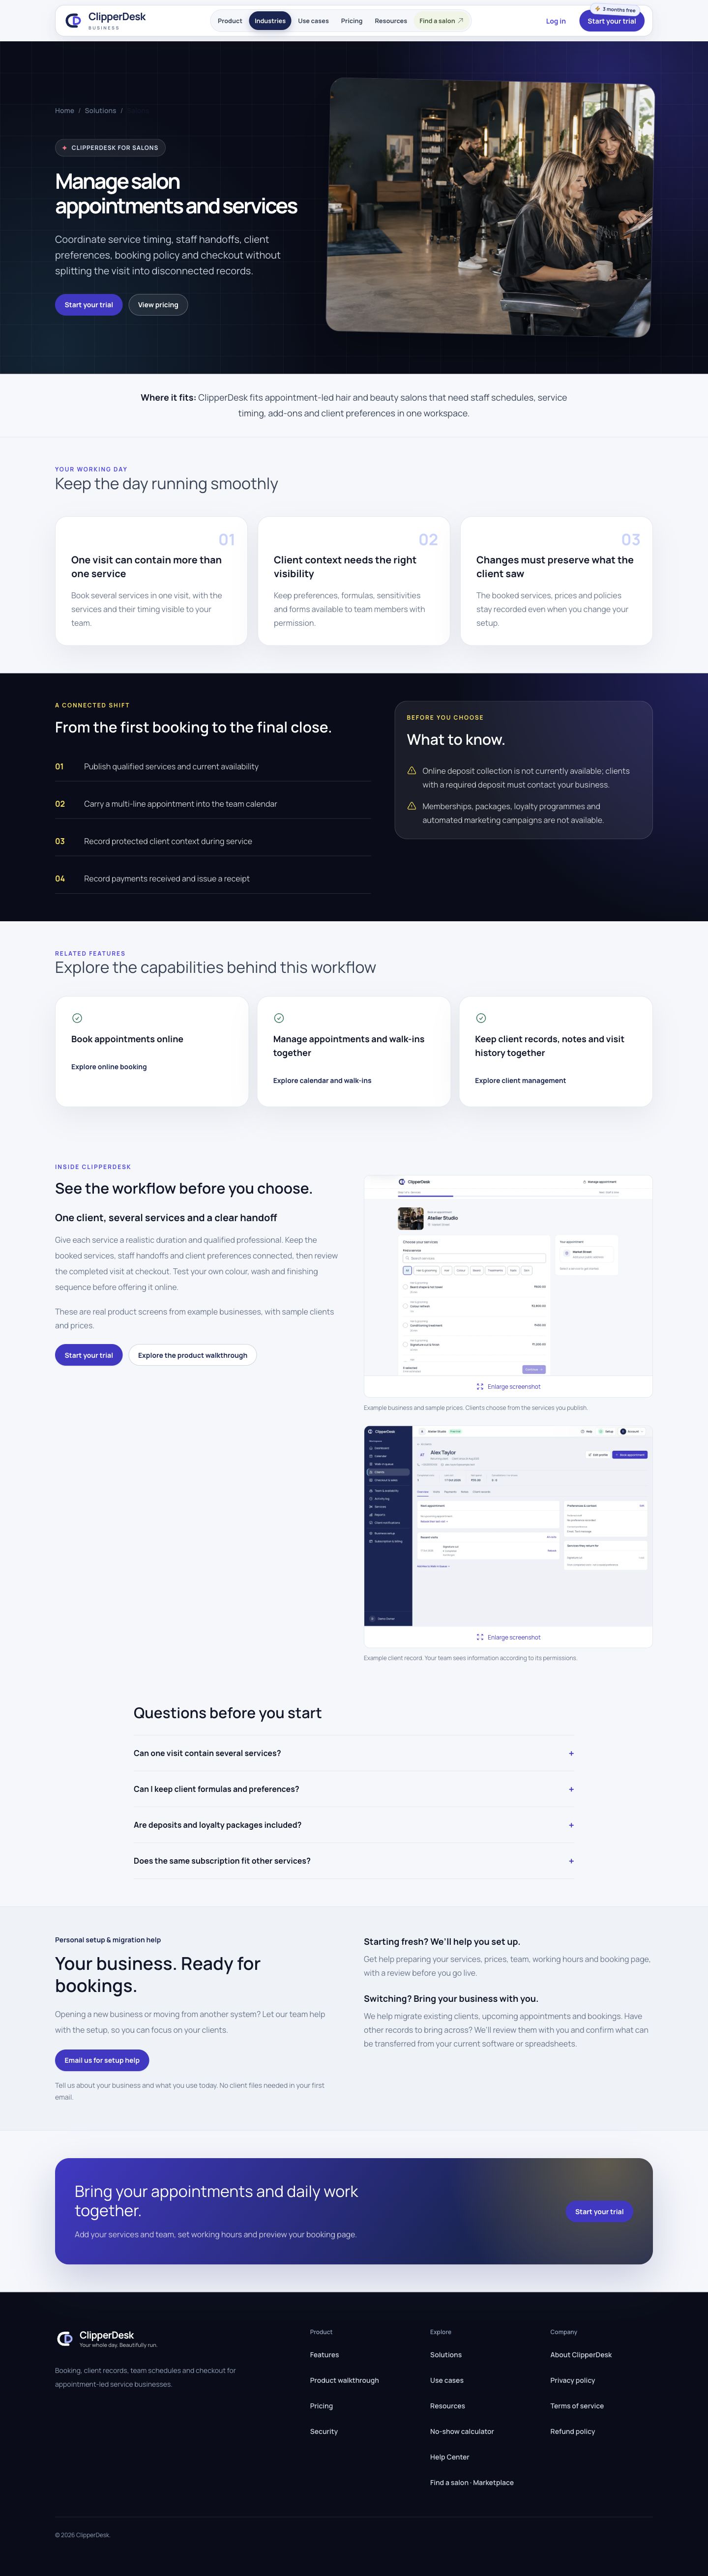 ClipperDesk
BUSINESS
Product
Industries
Use cases
Pricing
Resources
Find a salon
Log in
3 months free
Start your trial
Home / Solutions /
CLIPPERDESK FOR SALONS
Manage salon
appointments and services
Coordinate service timing, staff handoffs, client
preferences, booking policy and checkout without
splitting the visit into disconnected records.
Start your trial
View pricing
Where it fits: ClipperDesk fits appointment-led hair and beauty salons that need staff schedules, service
timing, add-ons and client preferences in one workspace.
YOUR WORKING DAY
Keep the day running smoothly
01
One visit can contain more than
one service
Book several services in one visit, with the
services and their timing visible to your
team.
02
Client context needs the right
visibility
Keep preferences, formulas, sensitivities
and forms available to team members with
permission.
03
Changes must preserve what the
client saw
The booked services, prices and policies
stay recorded even when you change your
setup.
A CONNECTED SHIFT
From the first booking to the final close.
01 Publish qualified services and current availability
02 Carry a multi-line appointment into the team calendar
03 Record protected client context during service
04 Record payments received and issue a receipt
BEFORE YOU CHOOSE
What to know.
Online deposit collection is not currently available; clients
with a required deposit must contact your business.
Memberships, packages, loyalty programmes and
automated marketing campaigns are not available.
RELATED FEATURES
Explore the capabilities behind this workflow
Book appointments online
Explore online booking
Manage appointments and walk-ins
together
Explore calendar and walk-ins
Keep client records, notes and visit
history together
Explore client management
INSIDE CLIPPERDESK
See the workflow before you choose.
One client, several services and a clear handoff
Give each service a realistic duration and qualified professional. Keep the
booked services, staff handoffs and client preferences connected, then review
the completed visit at checkout. Test your own colour, wash and finishing
sequence before offering it online.
These are real product screens from example businesses, with sample clients
and prices.
Start your trial
Explore the product walkthrough
ClipperDesk
Manage appointment
Atelier Studio
Choose your services
Your appointment
Enlarge screenshot
Example business and sample prices. Clients choose from the services you publish.
ClipperDesk
Atelier Studio
Alex Taylor
Enlarge screenshot
Example client record. Your team sees information according to its permissions.
Questions before you start
Can one visit contain several services? +
Can I keep client formulas and preferences? +
Are deposits and loyalty packages included? +
Does the same subscription fit other services? +
Personal setup & migration help
Your business. Ready for
bookings.
Opening a new business or moving from another system? Let our team help
with the setup, so you can focus on your clients.
Email us for setup help
Tell us about your business and what you use today. No client files needed in your first
email.
Starting fresh? We'll help you set up.
Get help preparing your services, prices, team, working hours and booking page,
with a review before you go live.
Switching? Bring your business with you.
We help migrate existing clients, upcoming appointments and bookings. Have
other records to bring across? We'll review them with you and confirm what can
be transferred from your current software or spreadsheets.
Bring your appointments and daily work
together.
Add your services and team, set working hours and preview your booking page.
Start your trial
ClipperDesk
Your whole day. Beautifully run.
Booking, client records, team schedules and checkout for
appointment-led service businesses.
Product
Features
Product walkthrough
Pricing
Security
Explore
Solutions
Use cases
Resources
No-show calculator
Help Center
Find a salon · Marketplace
Company
About ClipperDesk
Privacy policy
Terms of service
Refund policy
© 2026 ClipperDesk.